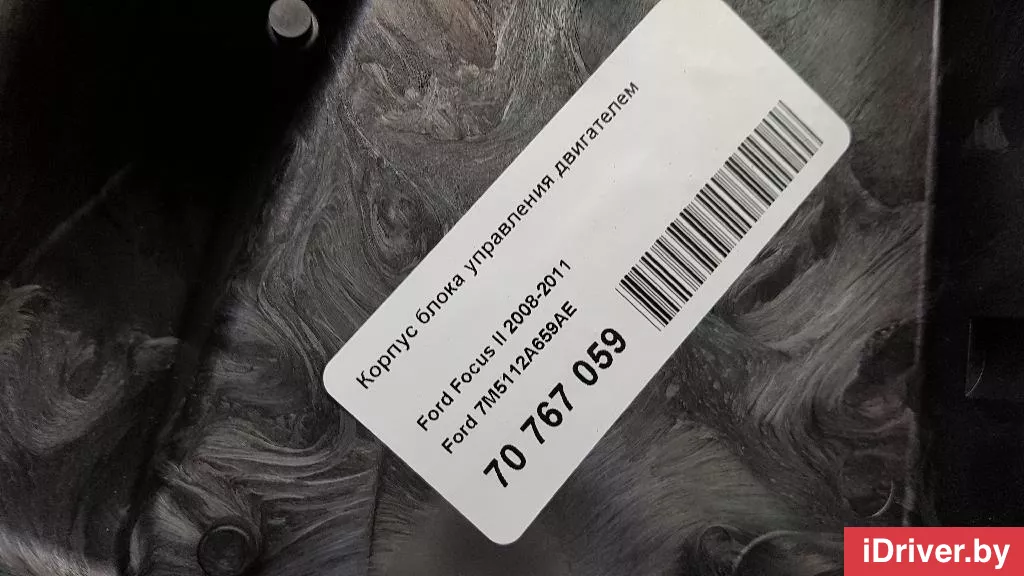 Корпус блока управления двигателем
Ford Focus II 2008-2011
Ford 7M5112A659AE
70 767 059
iDriver.by